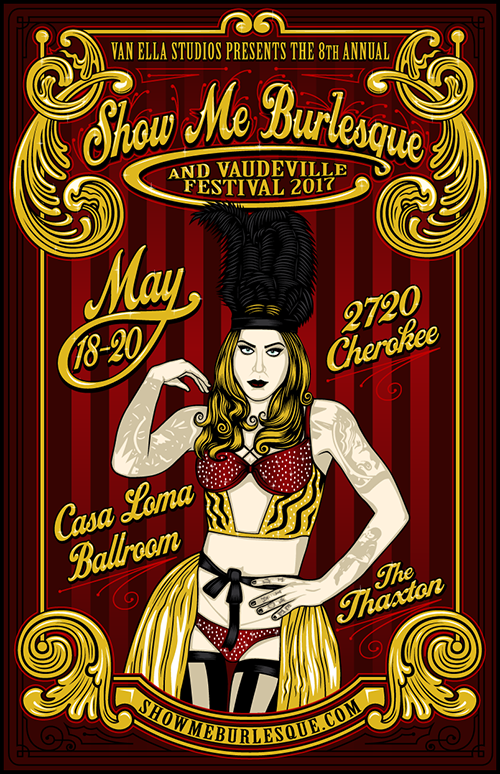 VAN ELLA STUDIOS PRESENTS THE 8TH ANNUAL
Show Me Burlesque
AND VAUDEVILLE
FESTIVAL 2017
May
18-20
2720
Cherokee
Casa Loma
Ballroom
The
Thaxton
SHOWMEBURLESQUE.COM